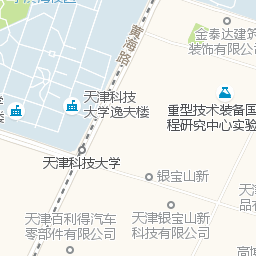 黄海路
金泰达建筑
装饰有限公
天津科技
大学逸夫楼
重型技术装备国
程研究中心实验
天津科技大学
银宝山新
天津百利得汽车
零部件有限公司
天津银宝山新
科技有限公